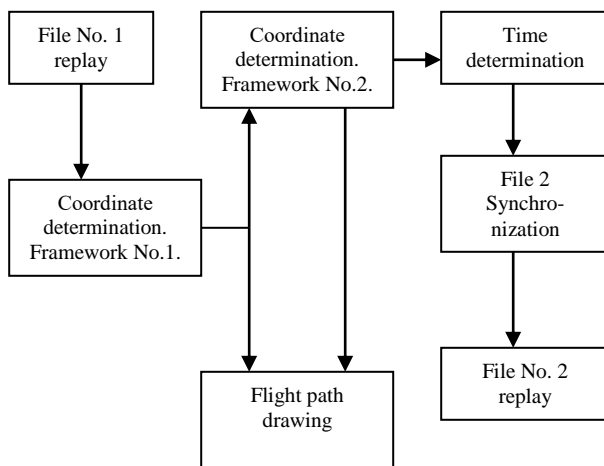 File No. 1
replay
Coordinate
determination.
Framework No.1.
Coordinate
determination.
Framework No.2.
Flight path
drawing
Time
determination
File 2
Synchro-
nization
File No. 2
replay